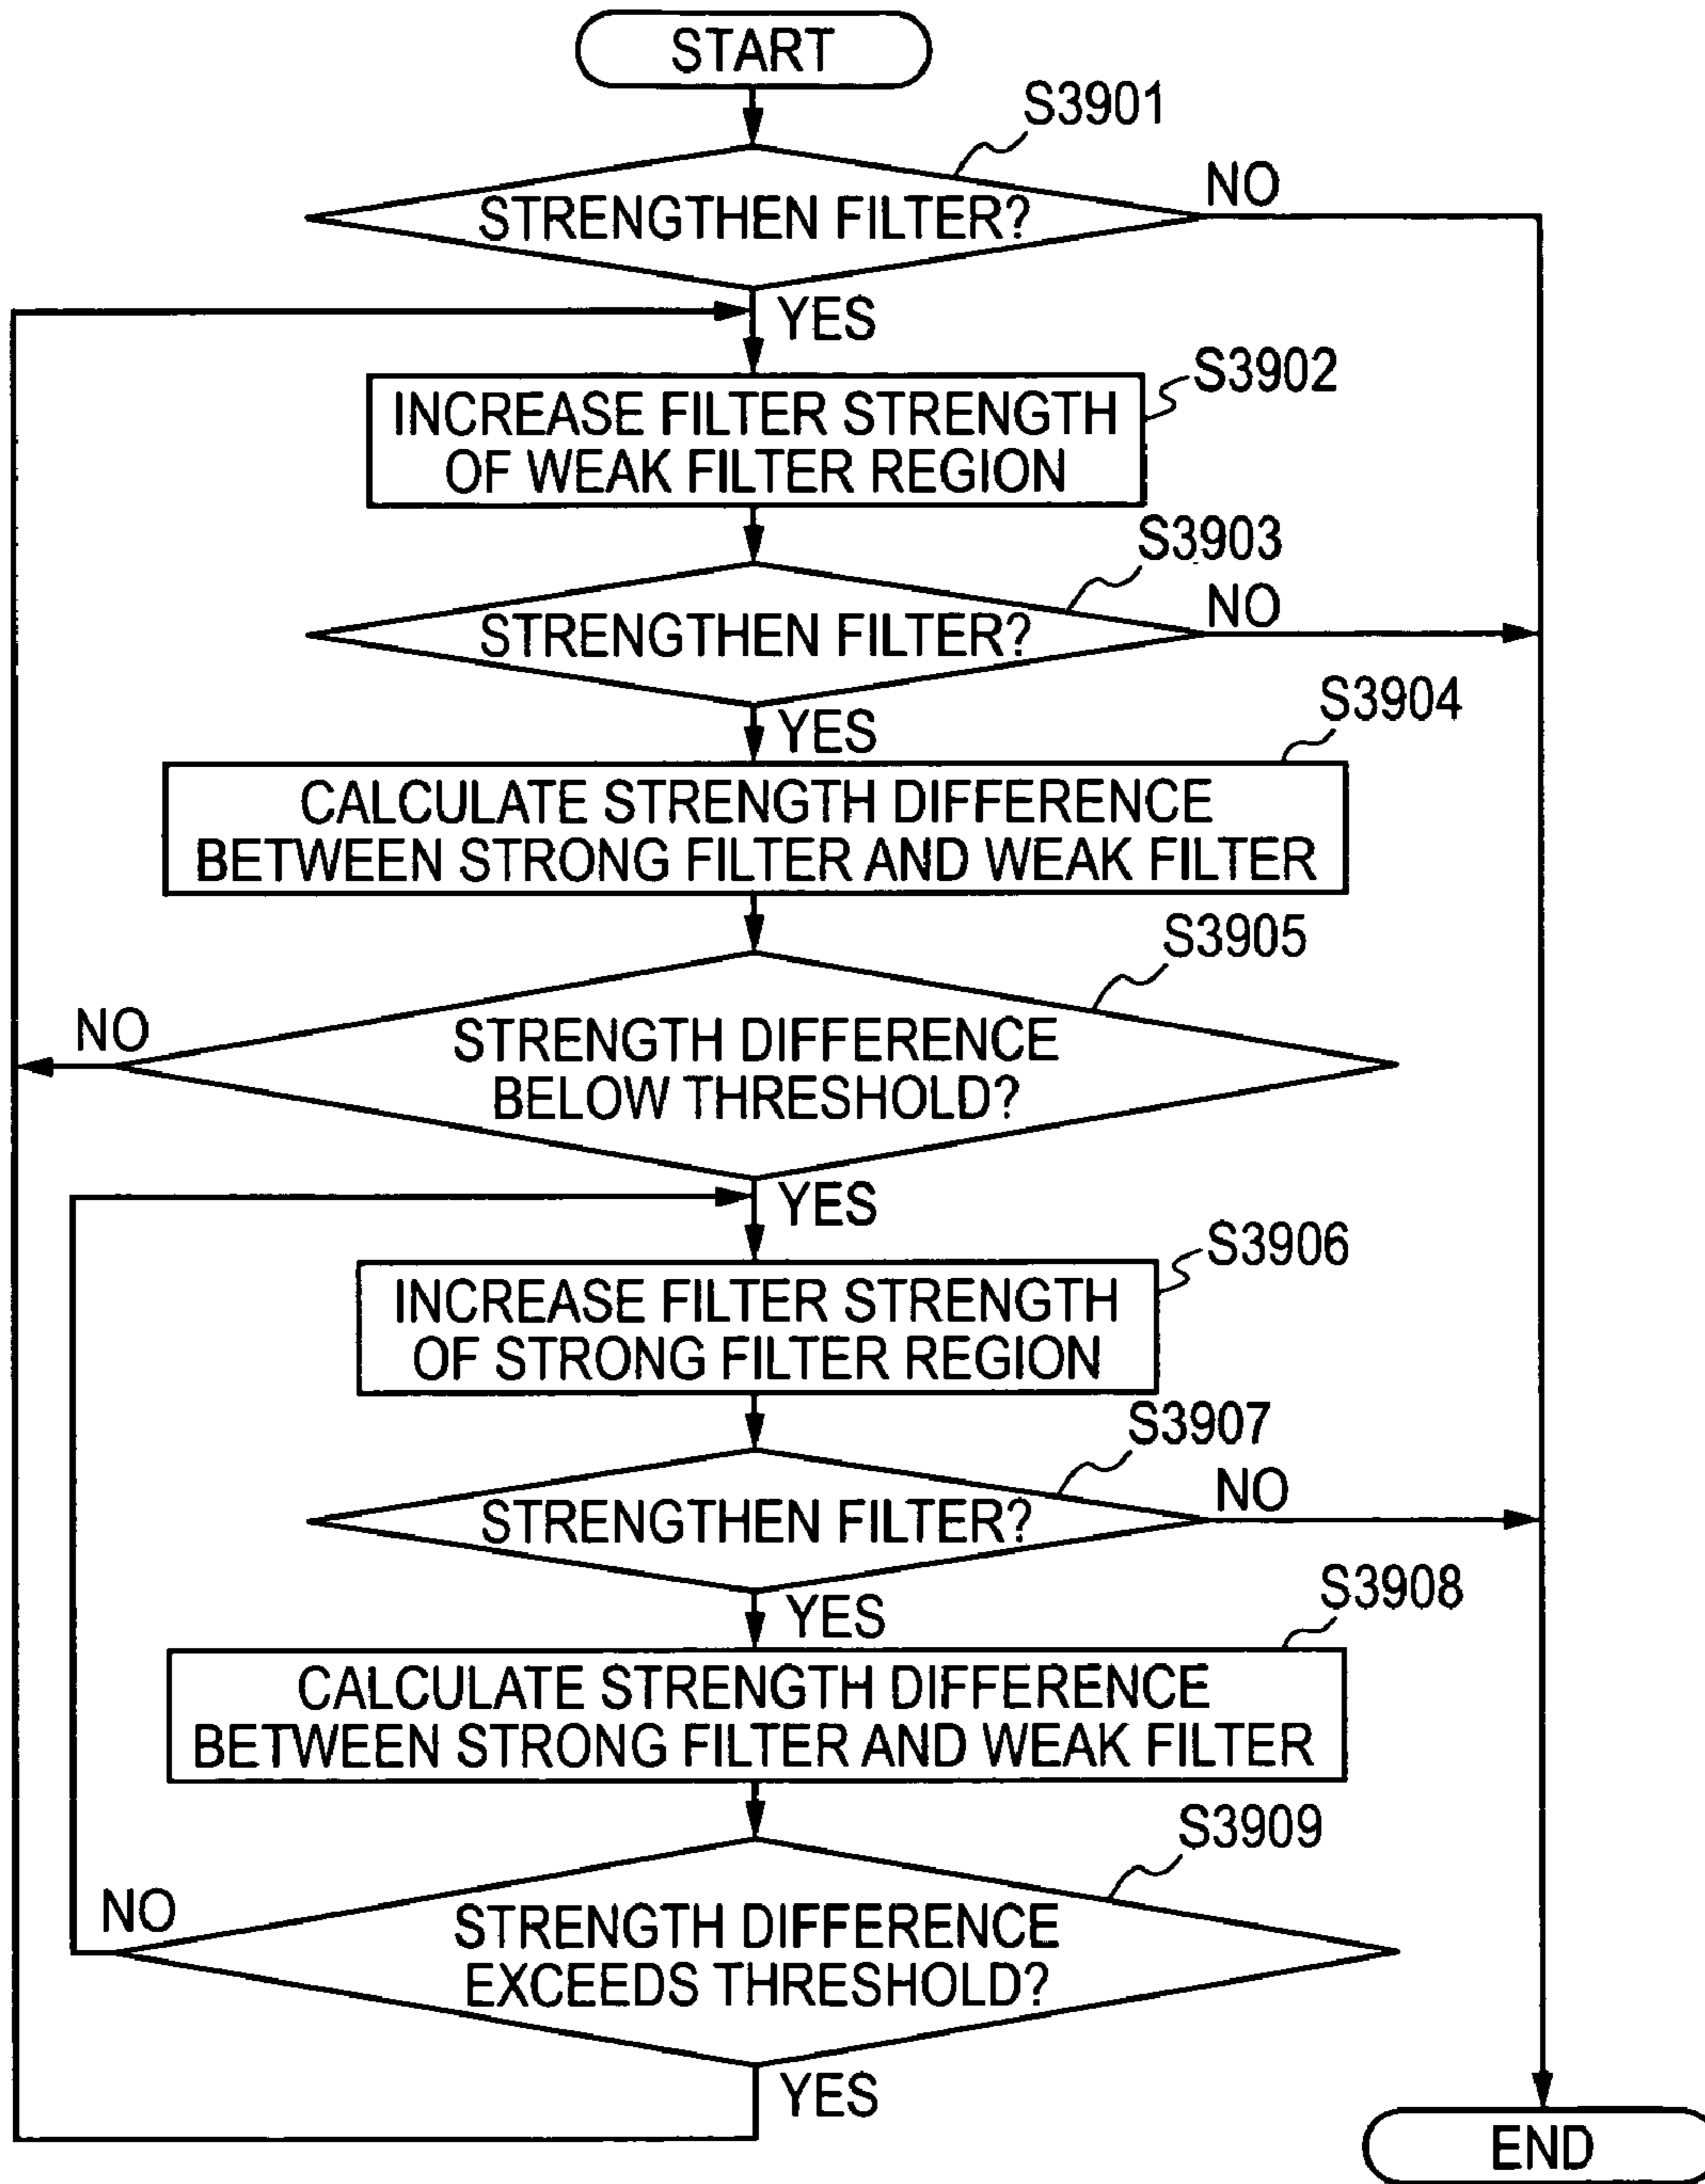 START
S3901
STRENGTHEN FILTER?
NO
YES
S3902
INCREASE FILTER STRENGTH
OF WEAK FILTER REGION
S3903
STRENGTHEN FILTER?
NO
YES
S3904
CALCULATE STRENGTH DIFFERENCE
BETWEEN STRONG FILTER AND WEAK FILTER
S3905
NO
STRENGTH DIFFERENCE
BELOW THRESHOLD?
YES
S3906
INCREASE FILTER STRENGTH
OF STRONG FILTER REGION
S3907
STRENGTHEN FILTER?
NO
YES
S3908
CALCULATE STRENGTH DIFFERENCE
BETWEEN STRONG FILTER AND WEAK FILTER
S3909
NO
STRENGTH DIFFERENCE
EXCEEDS THRESHOLD?
YES
END